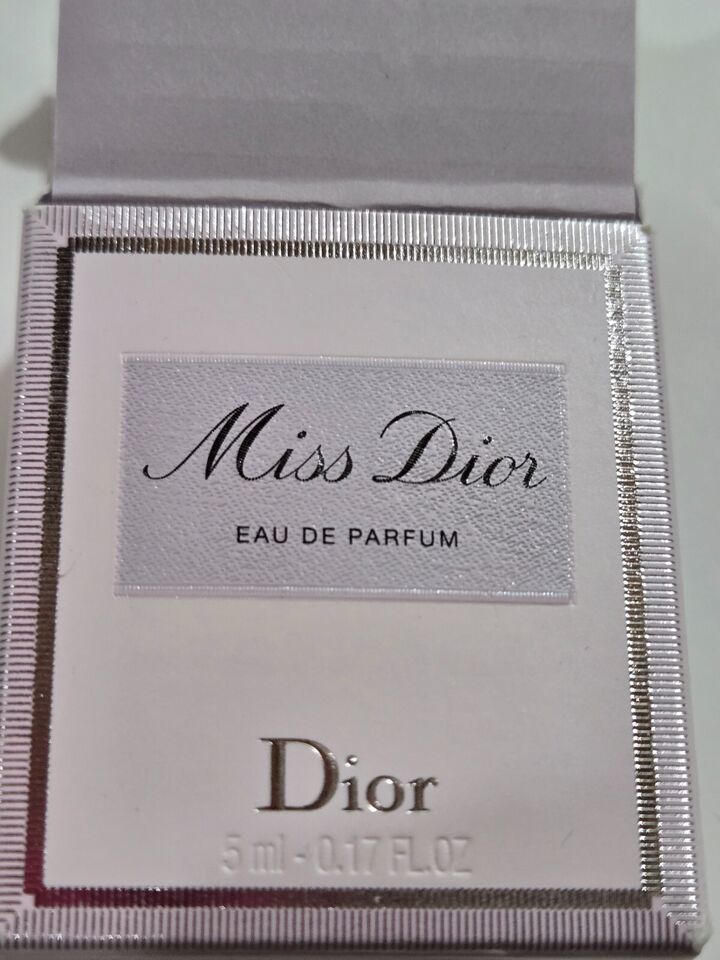 Miss Dior
EAU DE PARFUM
Dior
5 ml - 0.17 FL.OZ